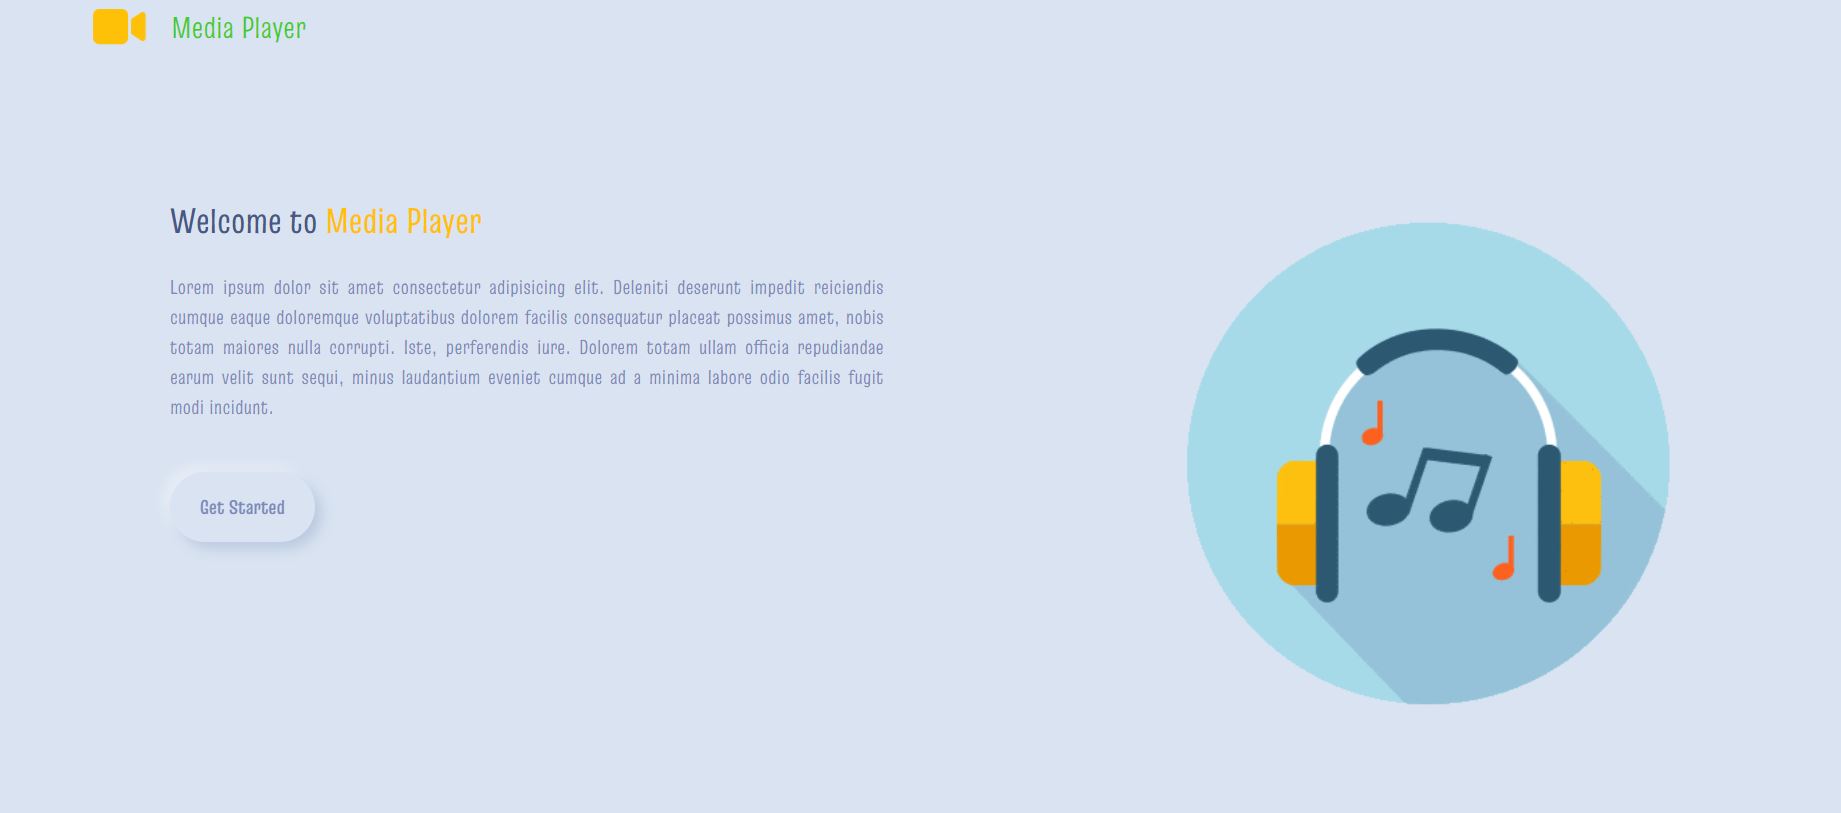 Media Player
Welcome to Media Player
Lorem ipsum dolor sit amet consectetur adipisicing elit. Deleniti deserunt impedit reiciendis
cumque eaque doloremque voluptatibus dolorem facilis consequatur placeat possimus amet, nobis
totam maiores nulla corrupti. Iste, perferendis iure. Dolorem totam ullam officia repudiandae
earum velit sunt sequi, minus laudantium eveniet cumque ad a minima labore odio facilis fugit
modi incidunt.
Get Started